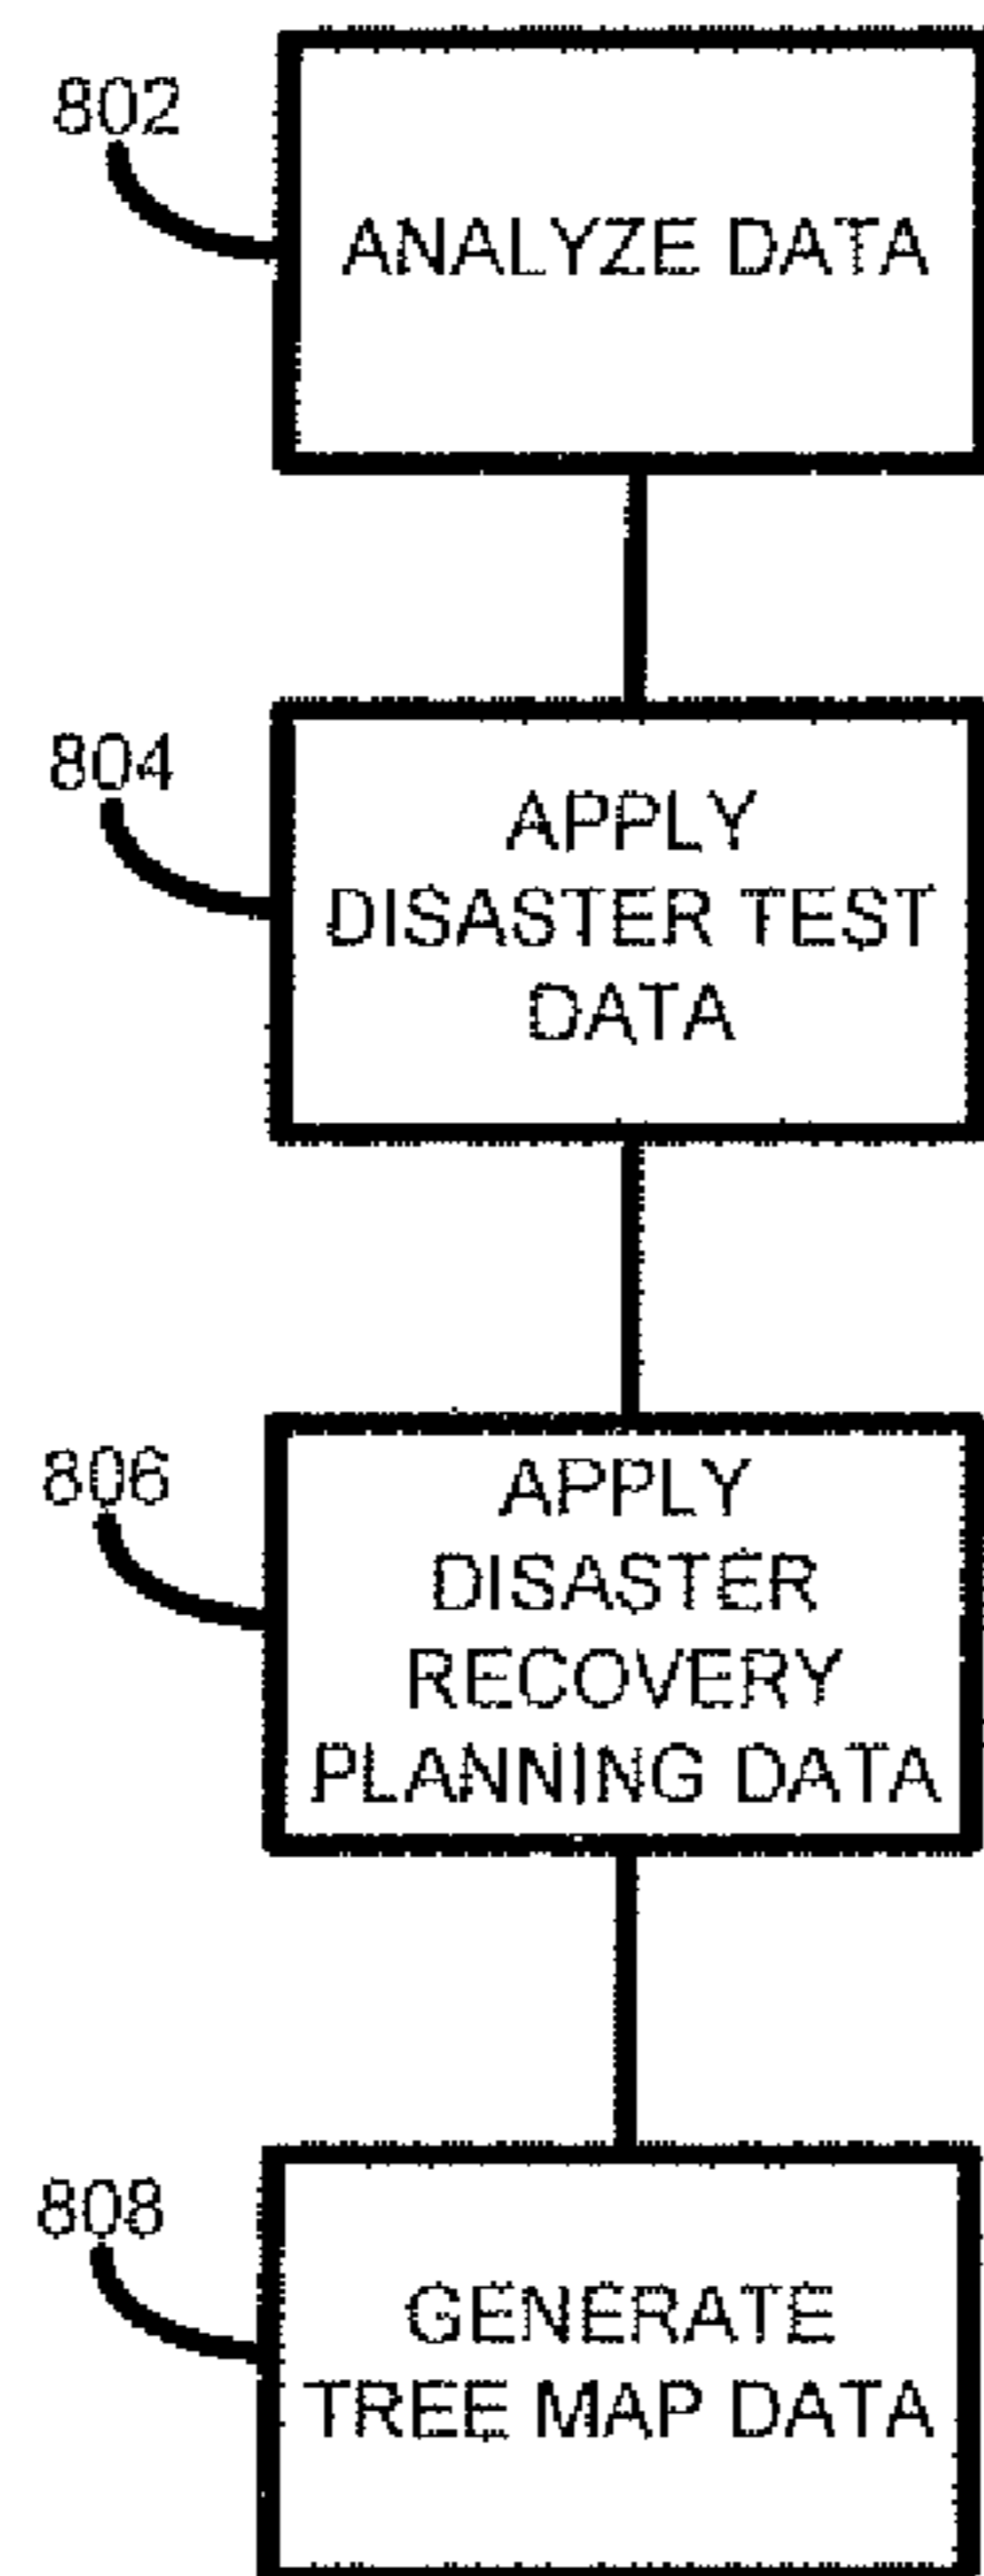 802
ANALYZE DATA
804
APPLY
DISASTER TEST
DATA
806
APPLY
DISASTER
RECOVERY
PLANNING DATA
808
GENERATE
TREE MAP DATA